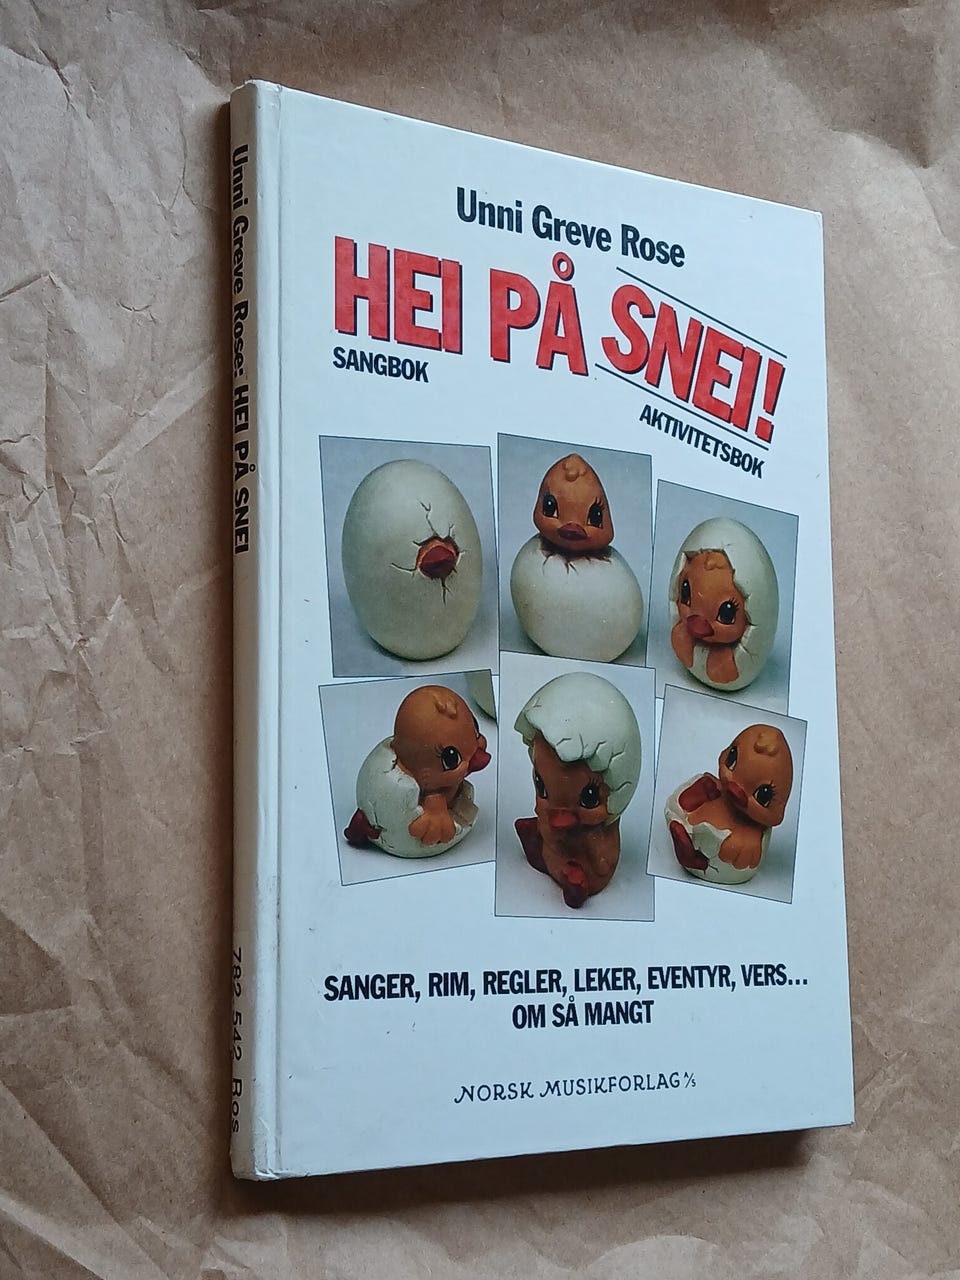 Unni Greve Rose
HEI PÅ SNEI!
SANGBOK
AKTIVITETSBOK
SANGER, RIM, REGLER, LEKER, EVENTYR, VERS...
OM SÅ MANGT
NORSK MUSIKFORLAG A/S
Unni Greve Rose: HEI PÅ SNEI
782.542 Ros